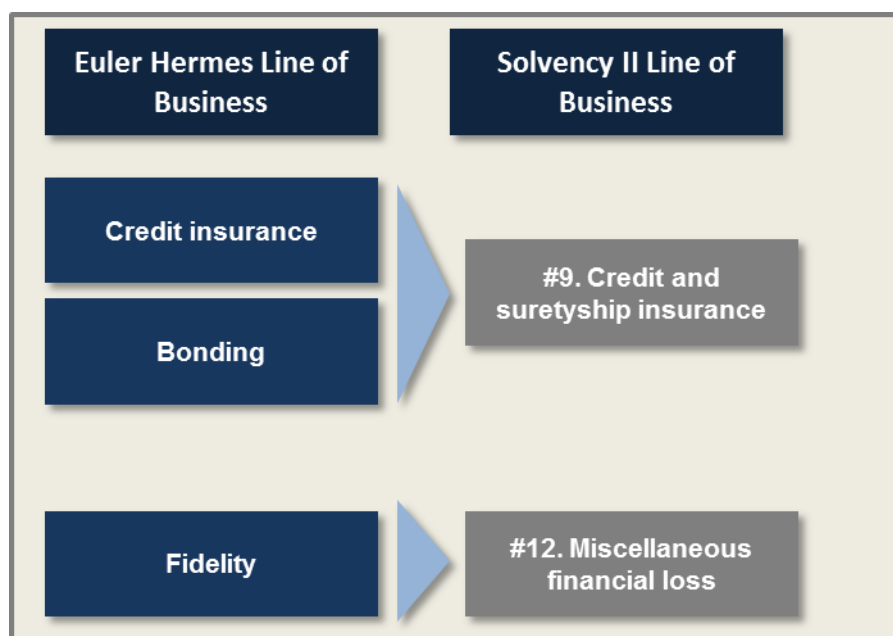 Euler Hermes Line of
Business
Solvency II Line of
Business
Credit insurance
Bonding
#9. Credit and
suretyship insurance
Fidelity
#12. Miscellaneous
financial loss